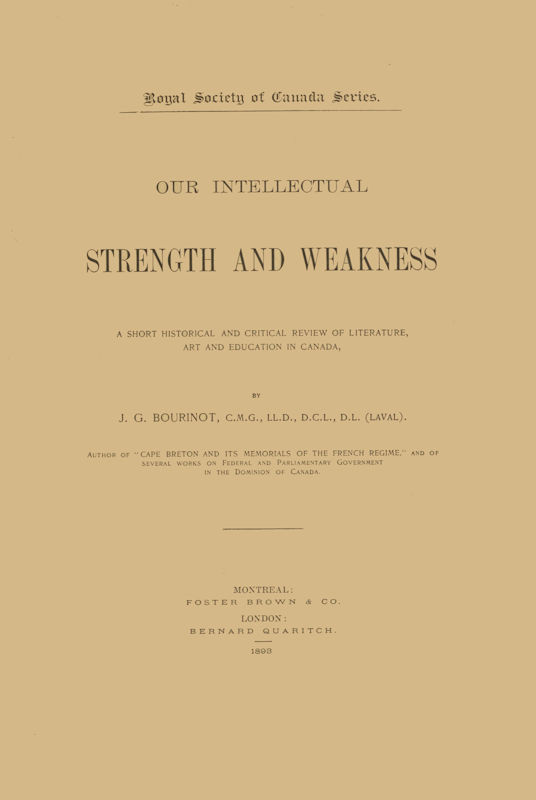 Royal Society of Canada Series.
OUR INTELLECTUAL
STRENGTH AND WEAKNESS
A SHORT HISTORICAL AND CRITICAL REVIEW OF LITERATURE,
ART AND EDUCATION IN CANADA,
BY
J. G. BOURINOT, C.M.G., LL.D., D.C.L., D.L. (LAVAL).
AUTHOR OF "CAPE BRETON AND ITS MEMORIALS OF THE FRENCH REGIME," AND OF
SEVERAL WORKS ON FEDERAL AND PARLIAMENTARY GOVERNMENT
IN THE DOMINION OF CANADA.
MONTREAL:
FOSTER BROWN & CO.
LONDON:
BERNARD QUARITCH.
1893